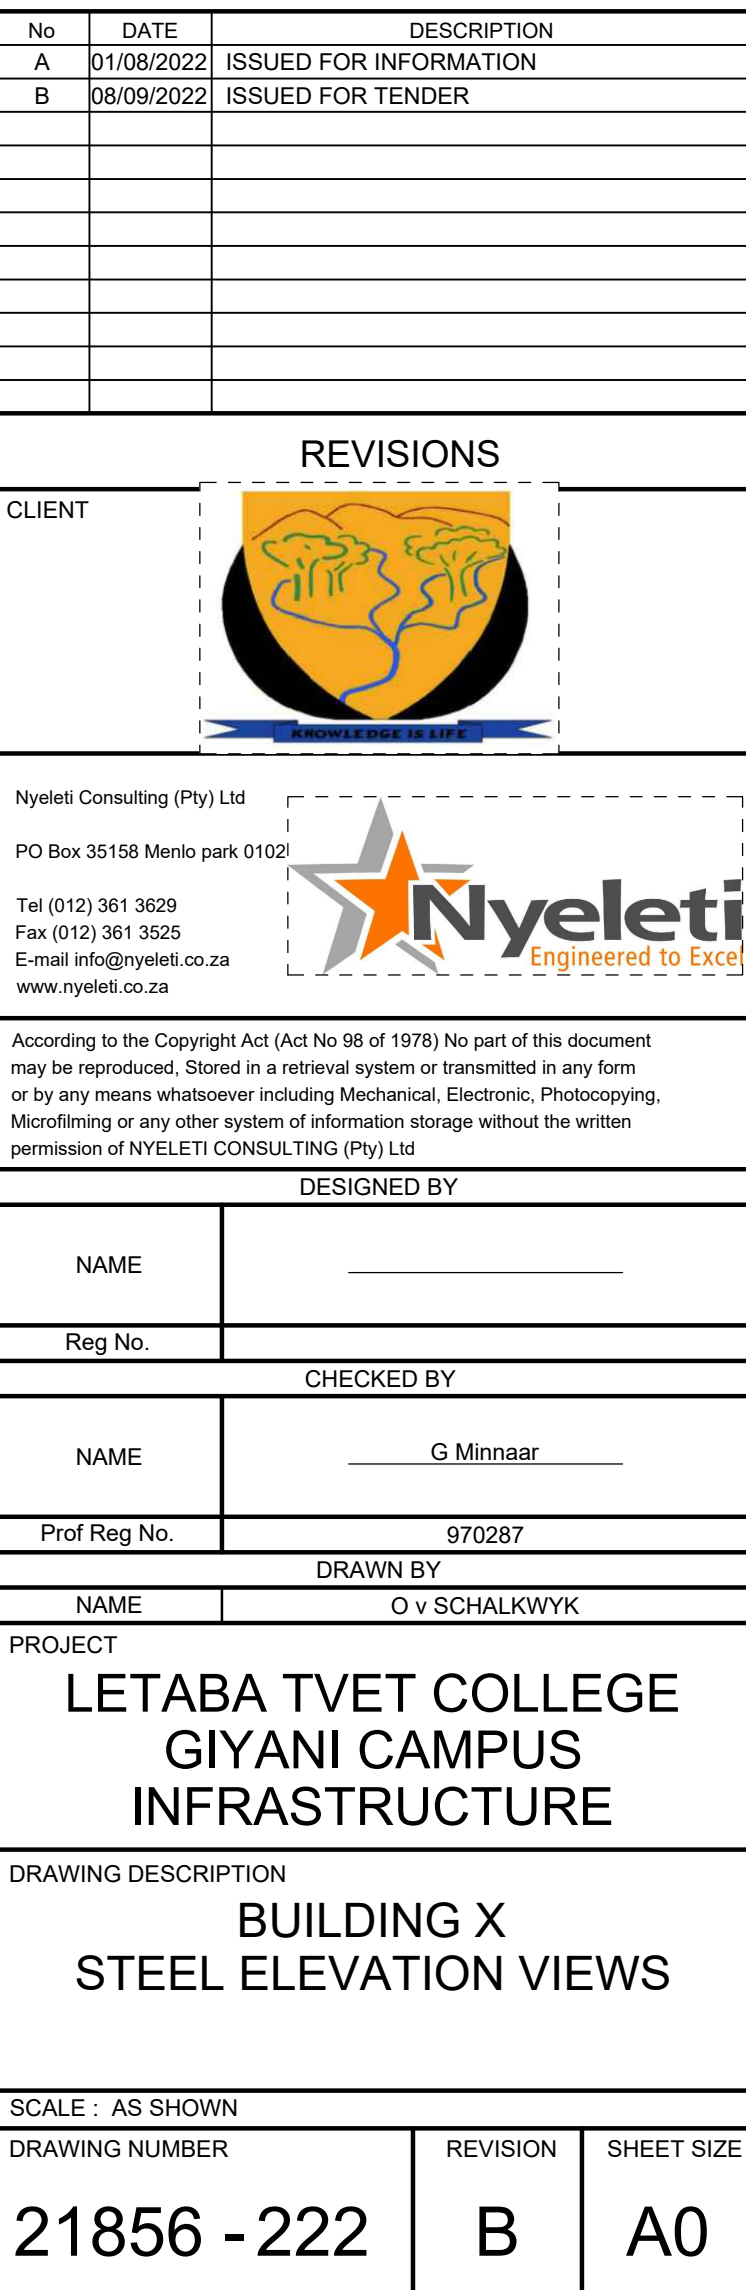 No DATE DESCRIPTION
A 01/08/2022 ISSUED FOR INFORMATION
B 08/09/2022 ISSUED FOR TENDER
REVISIONS
CLIENT
KNOWLEDGE IS LIFE
Nyeleti Consulting (Pty) Ltd
PO Box 35158 Menlo park 0102
Tel (012) 361 3629
Fax (012) 361 3525
E-mail info@nyeleti.co.za
www.nyeleti.co.za
Nyeleti
Engineered to Excel
According to the Copyright Act (Act No 98 of 1978) No part of this document
may be reproduced, Stored in a retrieval system or transmitted in any form
or by any means whatsoever including Mechanical, Electronic, Photocopying,
Microfilming or any other system of information storage without the written
permission of NYELETI CONSULTING (Pty) Ltd
DESIGNED BY
NAME
Reg No.
CHECKED BY
NAME G Minnaar
Prof Reg No. 970287
DRAWN BY
NAME O v SCHALKWYK
PROJECT
LETABA TVET COLLEGE
GIYANI CAMPUS
INFRASTRUCTURE
DRAWING DESCRIPTION
BUILDING X
STEEL ELEVATION VIEWS
SCALE : AS SHOWN
DRAWING NUMBER REVISION SHEET SIZE
21856 - 222 B A0